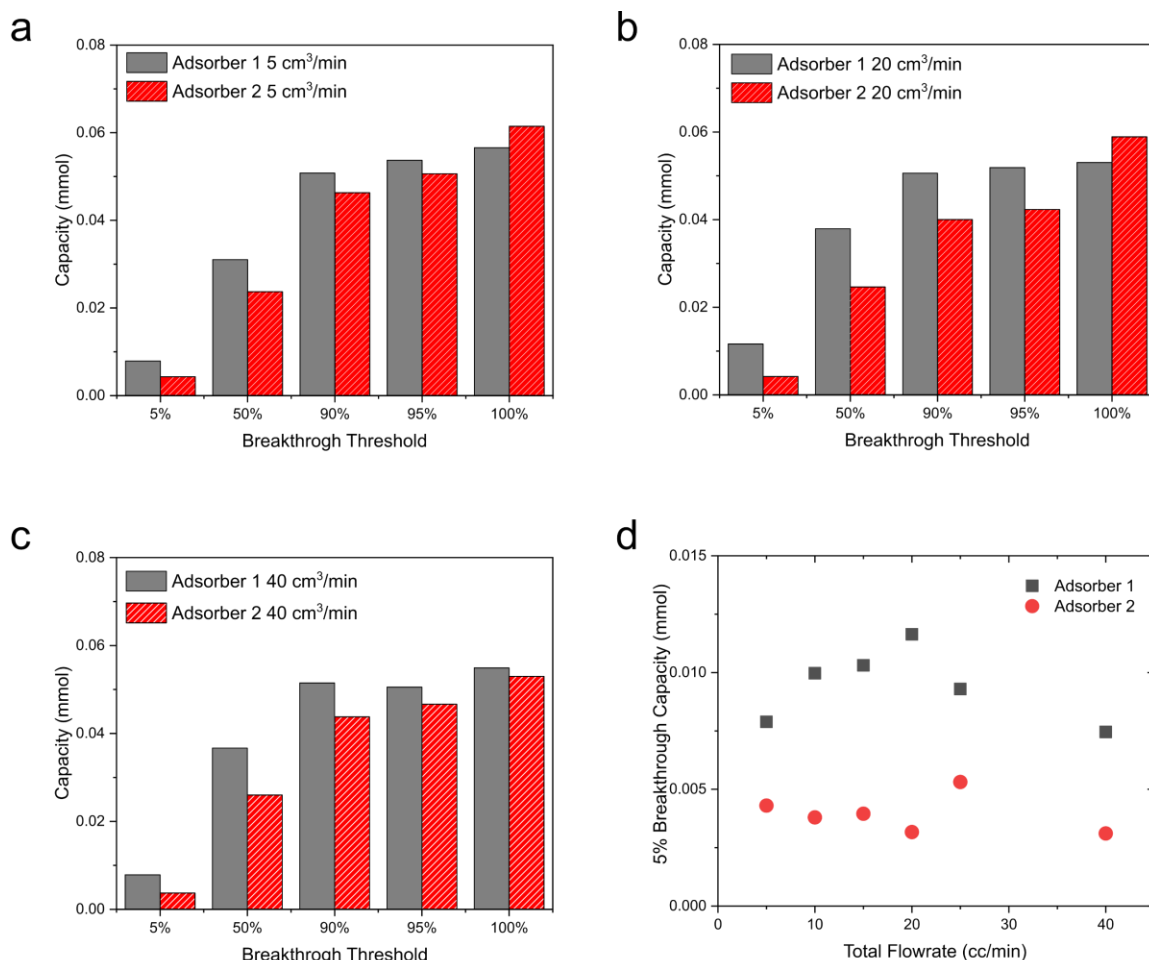 a
0.08
0.06
0.04
0.02
0.00
Capacity (mmol)
Adsorber 1 5 cm³/min
Adsorber 2 5 cm³/min
5% 50% 90% 95% 100%
Breakthrogh Threshold
b
0.08
0.06
0.04
0.02
0.00
Capacity (mmol)
Adsorber 1 20 cm³/min
Adsorber 2 20 cm³/min
5% 50% 90% 95% 100%
Breakthrogh Threshold
c
0.08
0.06
0.04
0.02
0.00
Capacity (mmol)
Adsorber 1 40 cm³/min
Adsorber 2 40 cm³/min
5% 50% 90% 95% 100%
Breakthrogh Threshold
d
0.015
0.010
0.005
0.000
5% Breakthrough Capacity (mmol)
Adsorber 1
Adsorber 2
0 10 20 30 40
Total Flowrate (cc/min)